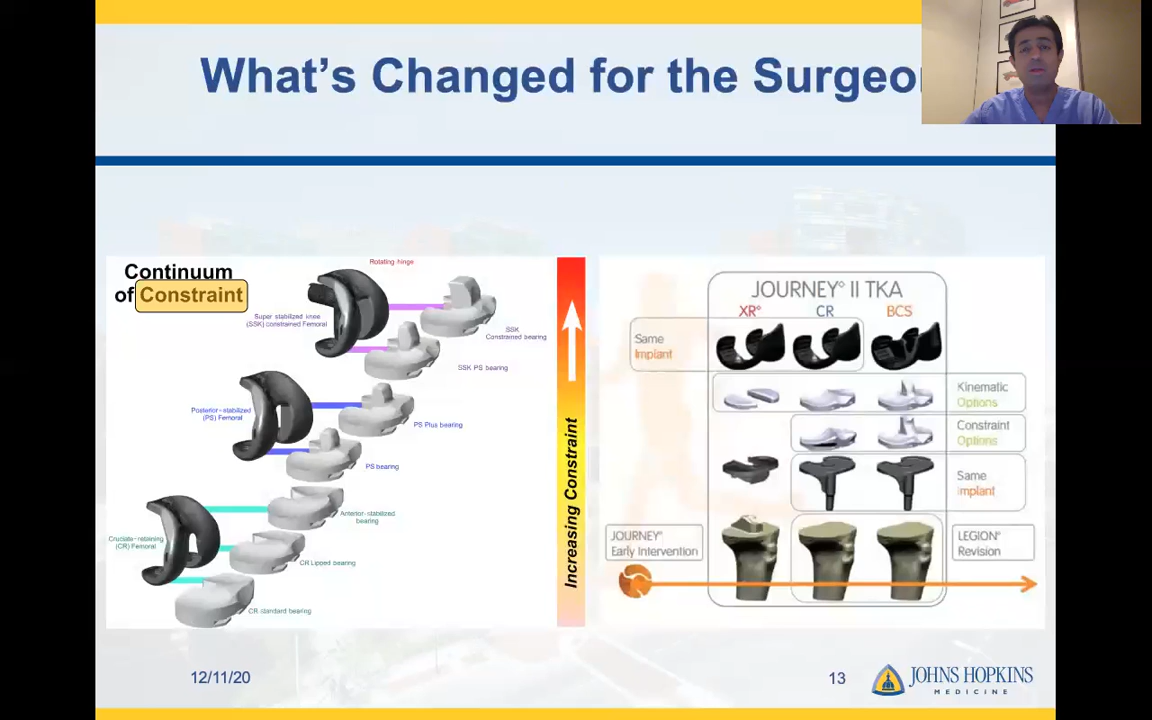 What's Changed for the Surgeo
Continuum
of Constraint
Rotating hinge
Super stabilized knee
(SSK) constrained Femoral
SSK
Constrained bearing
SSK PS bearing
Posterior-stabilized
(PS) Femoral
PS Plus bearing
PS bearing
Anterior-stabilized
bearing
Cruciate-retaining
(CR) Femoral
CR Lipped bearing
CR standard bearing
Increasing Constraint
JOURNEY° II TKA
XR° CR BCS
Same
Implant
Kinematic
Options
Constraint
Options
Same
Implant
JOURNEY°
Early Intervention
LEGION°
Revision
12/11/20
13
JOHNS HOPKINS
MEDICINE